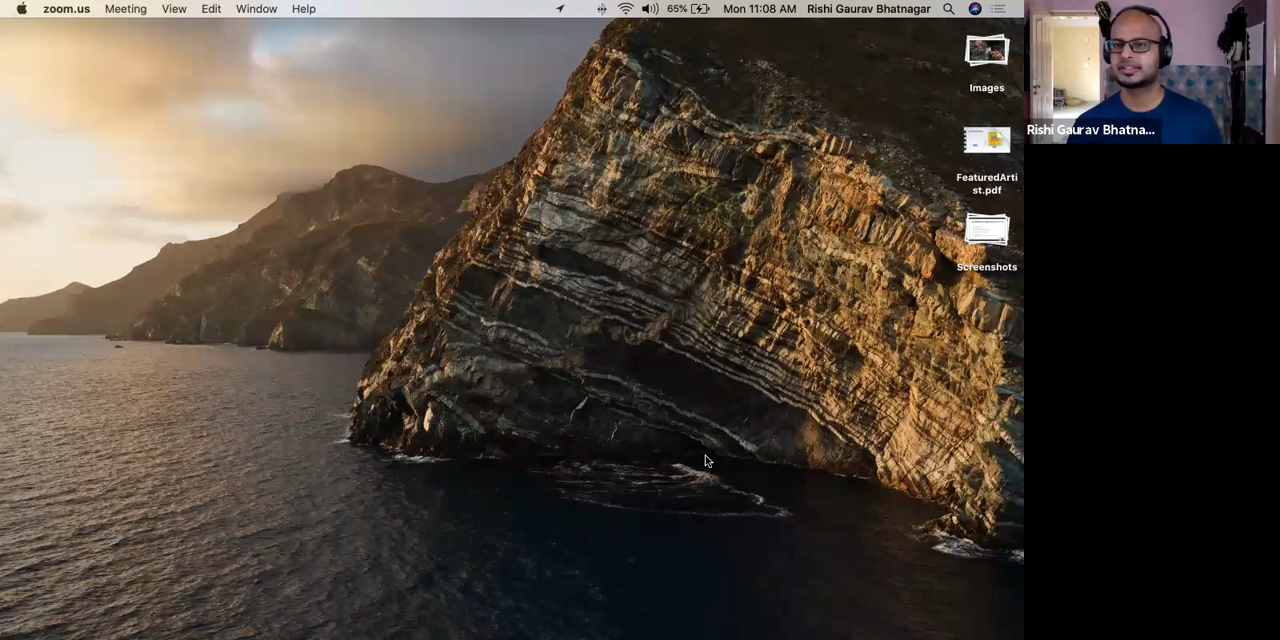 zoom.us Meeting View Edit Window Help 65% Mon 11:08 AM Rishi Gaurav Bhatnagar
Images
FeaturedArti
st.pdf
Screenshots
Rishi Gaurav Bhatna...